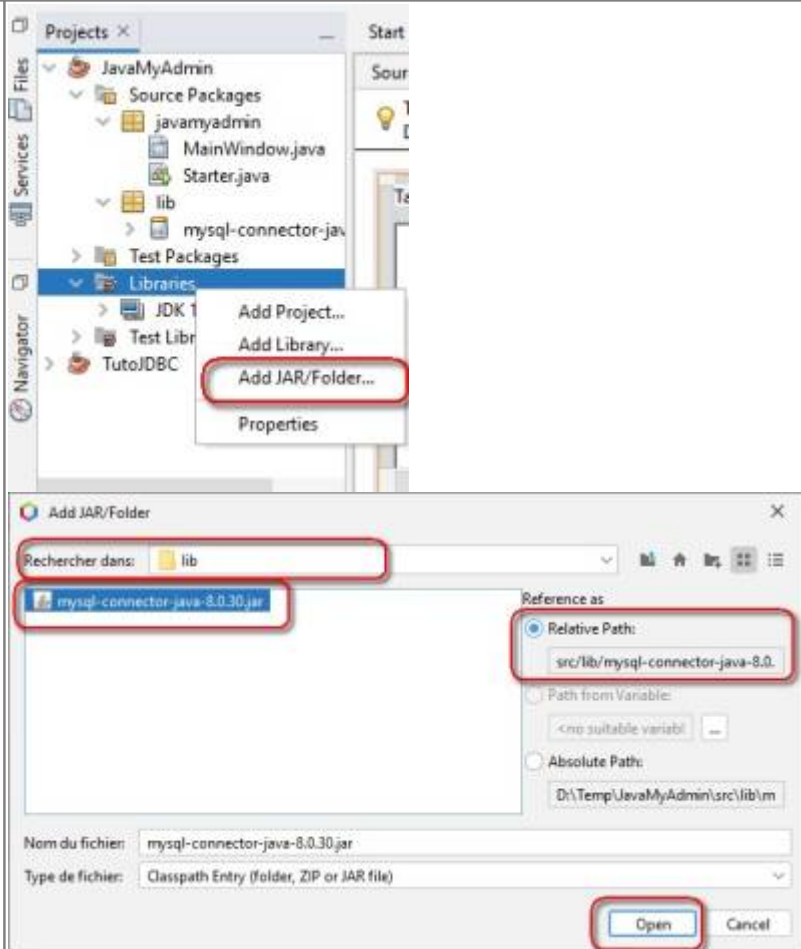 Projects ×
Start
Files
Services
Navigator
JavaMyAdmin
Sour
Source Packages
javamyadmin
MainWindow.java
Starter.java
lib
mysql-connector-jav
Test Packages
Libraries
JDK 1
Test Libr
TutoJDBC
Add Project...
Add Library...
Add JAR/Folder...
Properties
Add JAR/Folder
Rechercher dans: lib
mysql-connector-java-8.0.30.jar
Reference as
Relative Path:
src/lib/mysql-connector-java-8.0.
Path from Variable:
<no suitable variabl ...
Absolute Path:
D:\Temp\JavaMyAdmin\src\lib\m
Nom du fichier: mysql-connector-java-8.0.30.jar
Type de fichier: Classpath Entry (folder, ZIP or JAR file)
Open Cancel